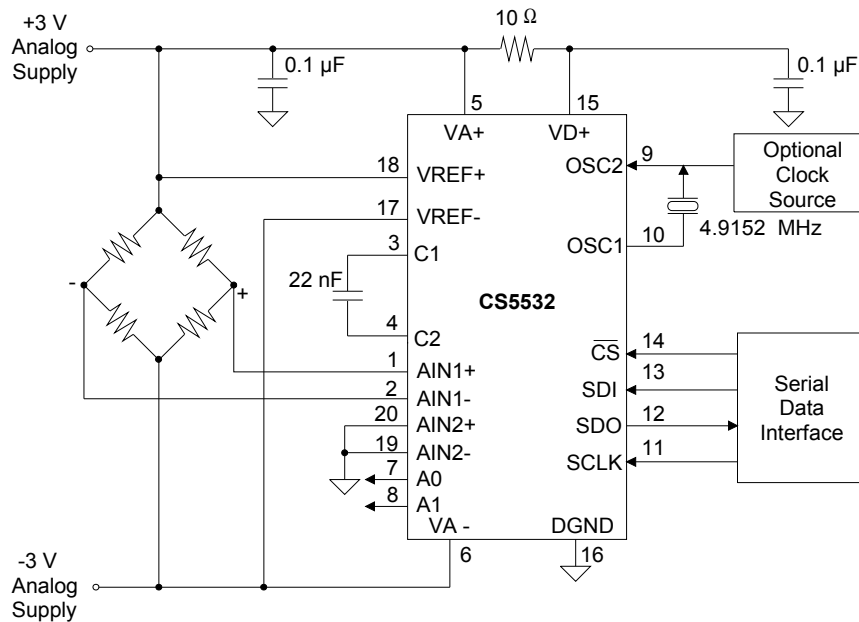 +3 V
Analog
Supply
10 Ω
0.1 µF
0.1 µF
5
15
VA+
VD+
18
VREF+
OSC2
9
Optional
Clock
Source
17
VREF-
3
C1
OSC1
10
4.9152 MHz
-
+
22 nF
CS5532
4
C2
1
AIN1+
CS
14
2
AIN1-
SDI
13
20
AIN2+
SDO
12
19
AIN2-
SCLK
11
7
A0
8
A1
Serial
Data
Interface
VA -
DGND
6
16
-3 V
Analog
Supply